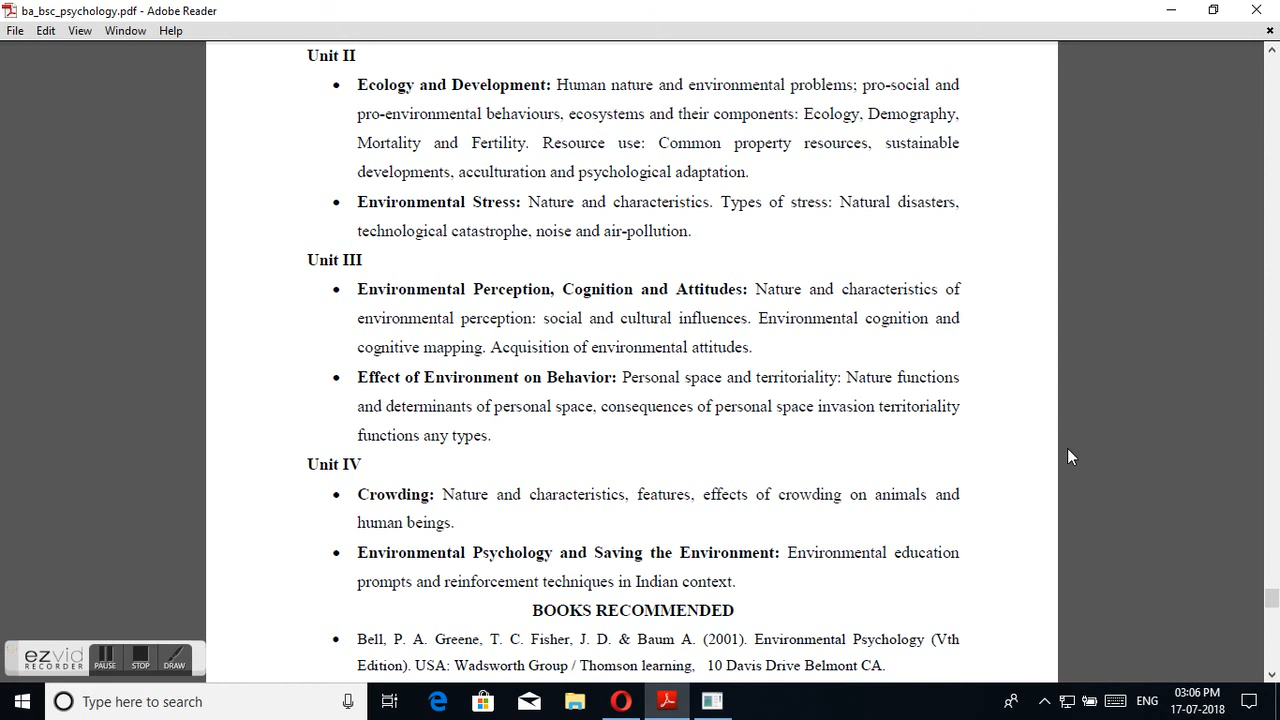 ba_bsc_psychology.pdf - Adobe Reader
File Edit View Window Help
Unit II
• Ecology and Development: Human nature and environmental problems; pro-social and
pro-environmental behaviours, ecosystems and their components: Ecology, Demography,
Mortality and Fertility. Resource use: Common property resources, sustainable
developments, acculturation and psychological adaptation.
• Environmental Stress: Nature and characteristics. Types of stress: Natural disasters,
technological catastrophe, noise and air-pollution.
Unit III
• Environmental Perception, Cognition and Attitudes: Nature and characteristics of
environmental perception: social and cultural influences. Environmental cognition and
cognitive mapping. Acquisition of environmental attitudes.
• Effect of Environment on Behavior: Personal space and territoriality: Nature functions
and determinants of personal space, consequences of personal space invasion territoriality
functions any types.
Unit IV
• Crowding: Nature and characteristics, features, effects of crowding on animals and
human beings.
• Environmental Psychology and Saving the Environment: Environmental education
prompts and reinforcement techniques in Indian context.
BOOKS RECOMMENDED
• Bell, P. A. Greene, T. C. Fisher, J. D. & Baum A. (2001). Environmental Psychology (Vth
Edition). USA: Wadsworth Group / Thomson learning, 10 Davis Drive Belmont CA.
ezvid
RECORDER
PAUSE STOP DRAW
Type here to search
ENG
03:06 PM
17-07-2018